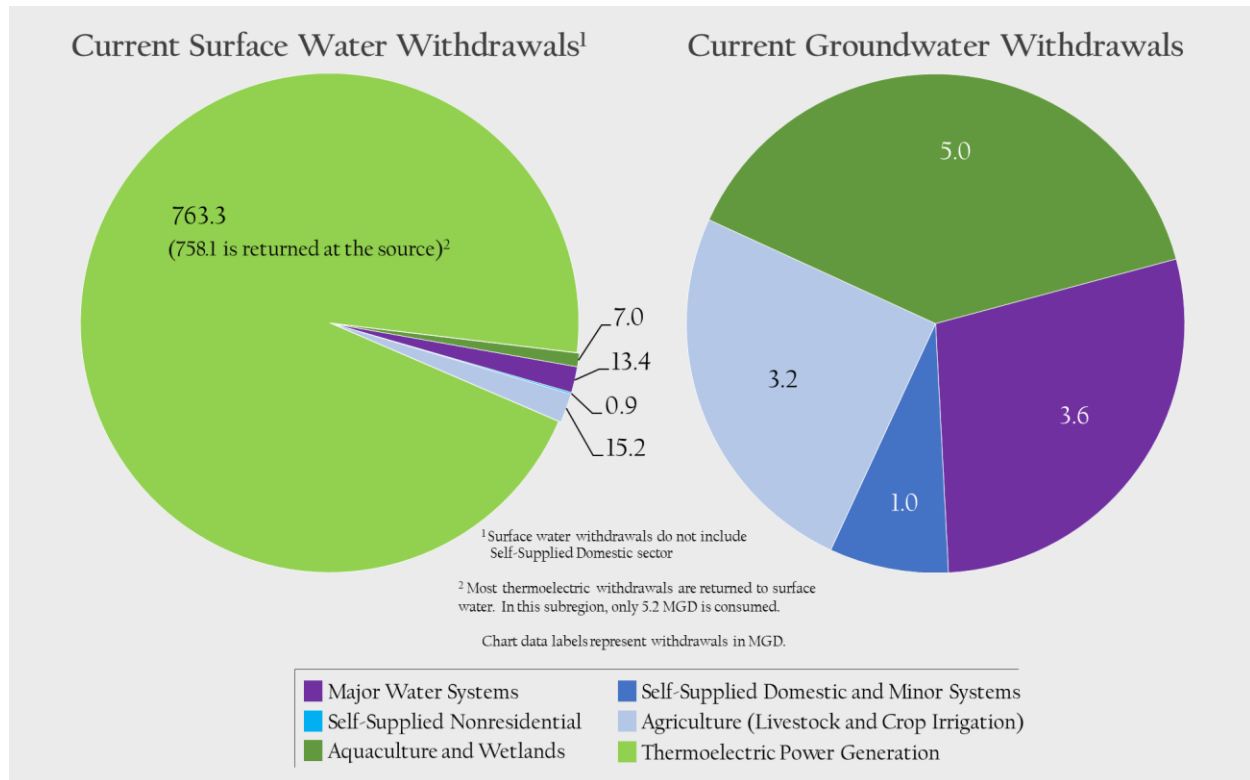 Current Surface Water Withdrawals¹
Current Groundwater Withdrawals
763.3
(758.1 is returned at the source)²
7.0
13.4
0.9
15.2
5.0
3.6
1.0
3.2
¹ Surface water withdrawals do not include
Self-Supplied Domestic sector
² Most thermoelectric withdrawals are returned to surface
water. In this subregion, only 5.2 MGD is consumed.
Chart data labels represent withdrawals in MGD.
Major Water Systems
Self-Supplied Domestic and Minor Systems
Self-Supplied Nonresidential
Agriculture (Livestock and Crop Irrigation)
Aquaculture and Wetlands
Thermoelectric Power Generation